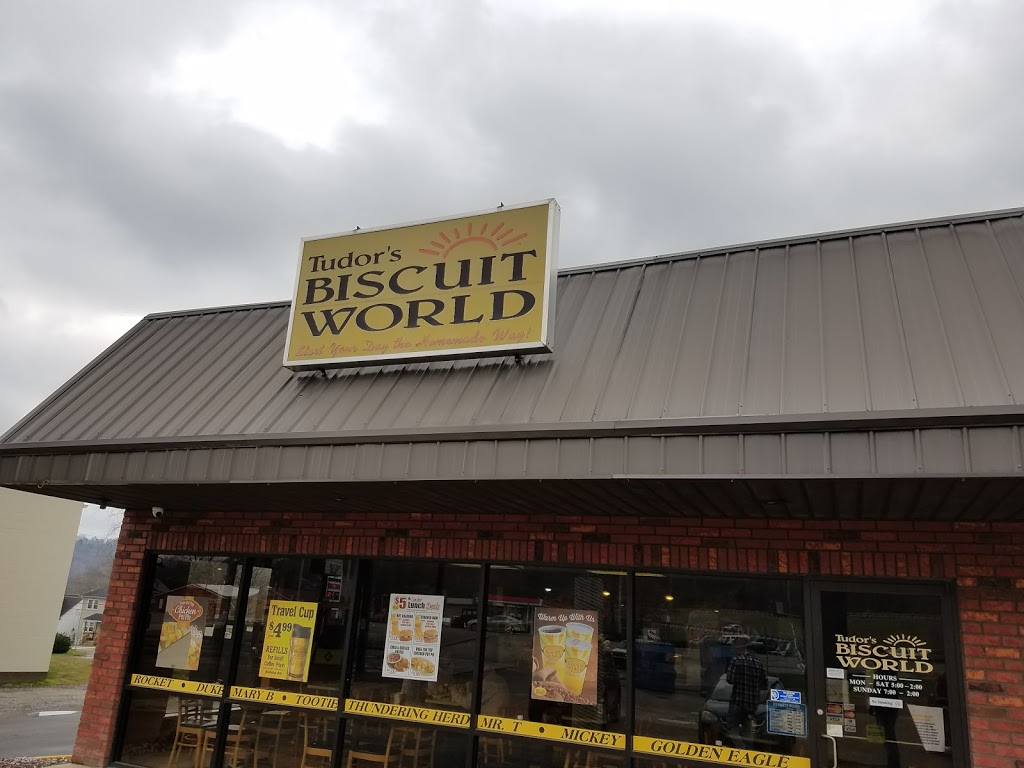 Tudor's
BISCUIT
WORLD
Start Your Day the Homemade Way!
Chicken
Travel Cup
$4.99
REFILLS
$5 Lunch Deals
Warm Up With Us
ROCKET • DUKE • MARY B • TOOTIE • THUNDERING HERD • MR. T • MICKEY • GOLDEN EAGLE
Tudor's
BISCUIT
WORLD
HOURS
MON - SAT 5:00 - 2:00
SUNDAY 7:00 - 2:00